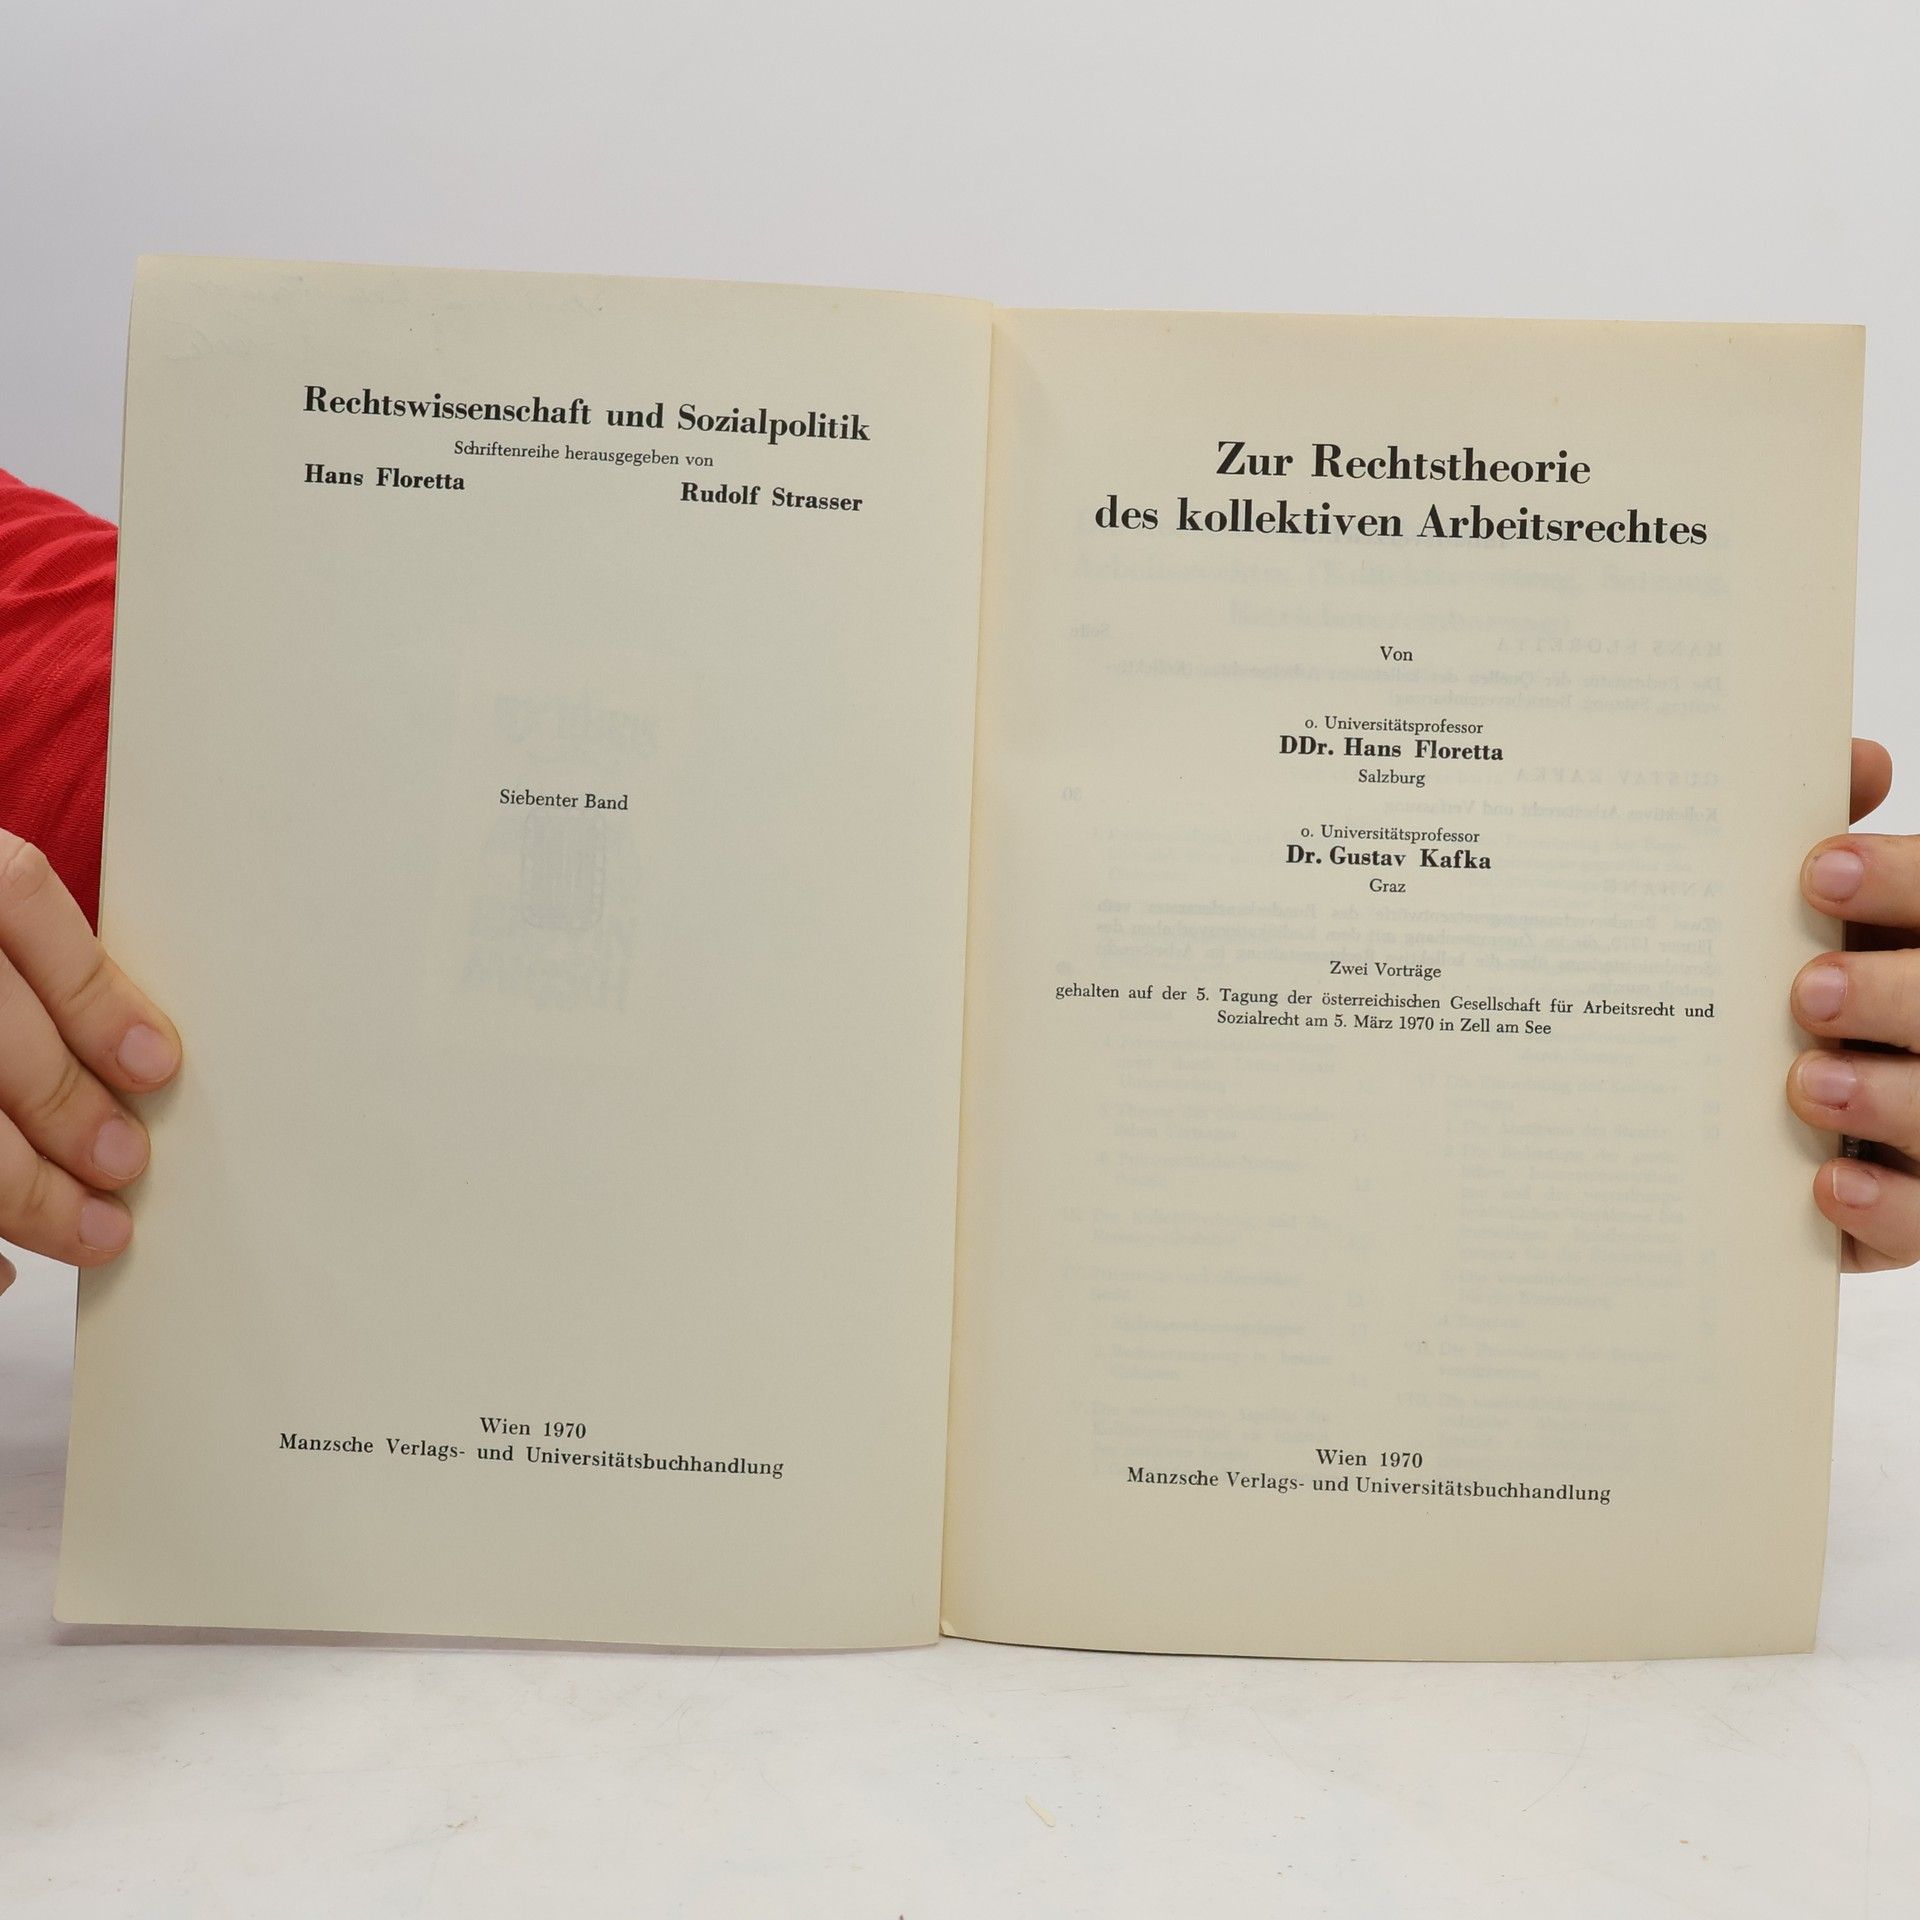 Rechtswissenschaft und Sozialpolitik
Schriftenreihe herausgegeben von
Hans Floretta Rudolf Strasser
Siebenter Band
Wien 1970
Manzsche Verlags- und Universitätsbuchhandlung
Zur Rechtstheorie
des kollektiven Arbeitsrechtes
Von
o. Universitätsprofessor
DDr. Hans Floretta
Salzburg
o. Universitätsprofessor
Dr. Gustav Kafka
Graz
Zwei Vorträge
gehalten auf der 5. Tagung der österreichischen Gesellschaft für Arbeitsrecht und
Sozialrecht am 5. März 1970 in Zell am See
Wien 1970
Manzsche Verlags- und Universitätsbuchhandlung